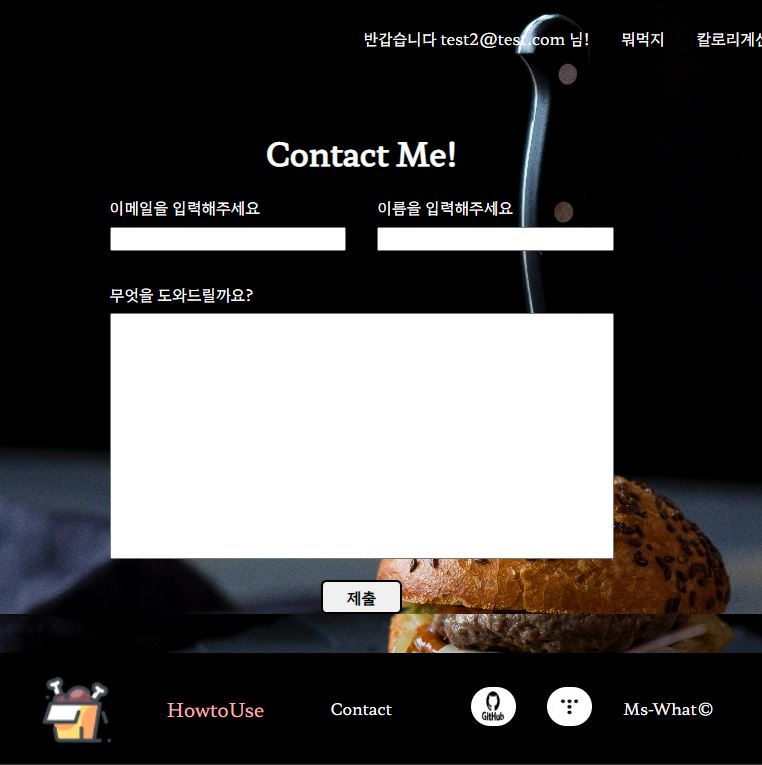 반갑습니다 test2@test.com 님! 뭐먹지 칼로리계산
Contact Me!
이메일을 입력해주세요 이름을 입력해주세요
무엇을 도와드릴까요?
제출
HowtoUse Contact GitHub Ms-What©